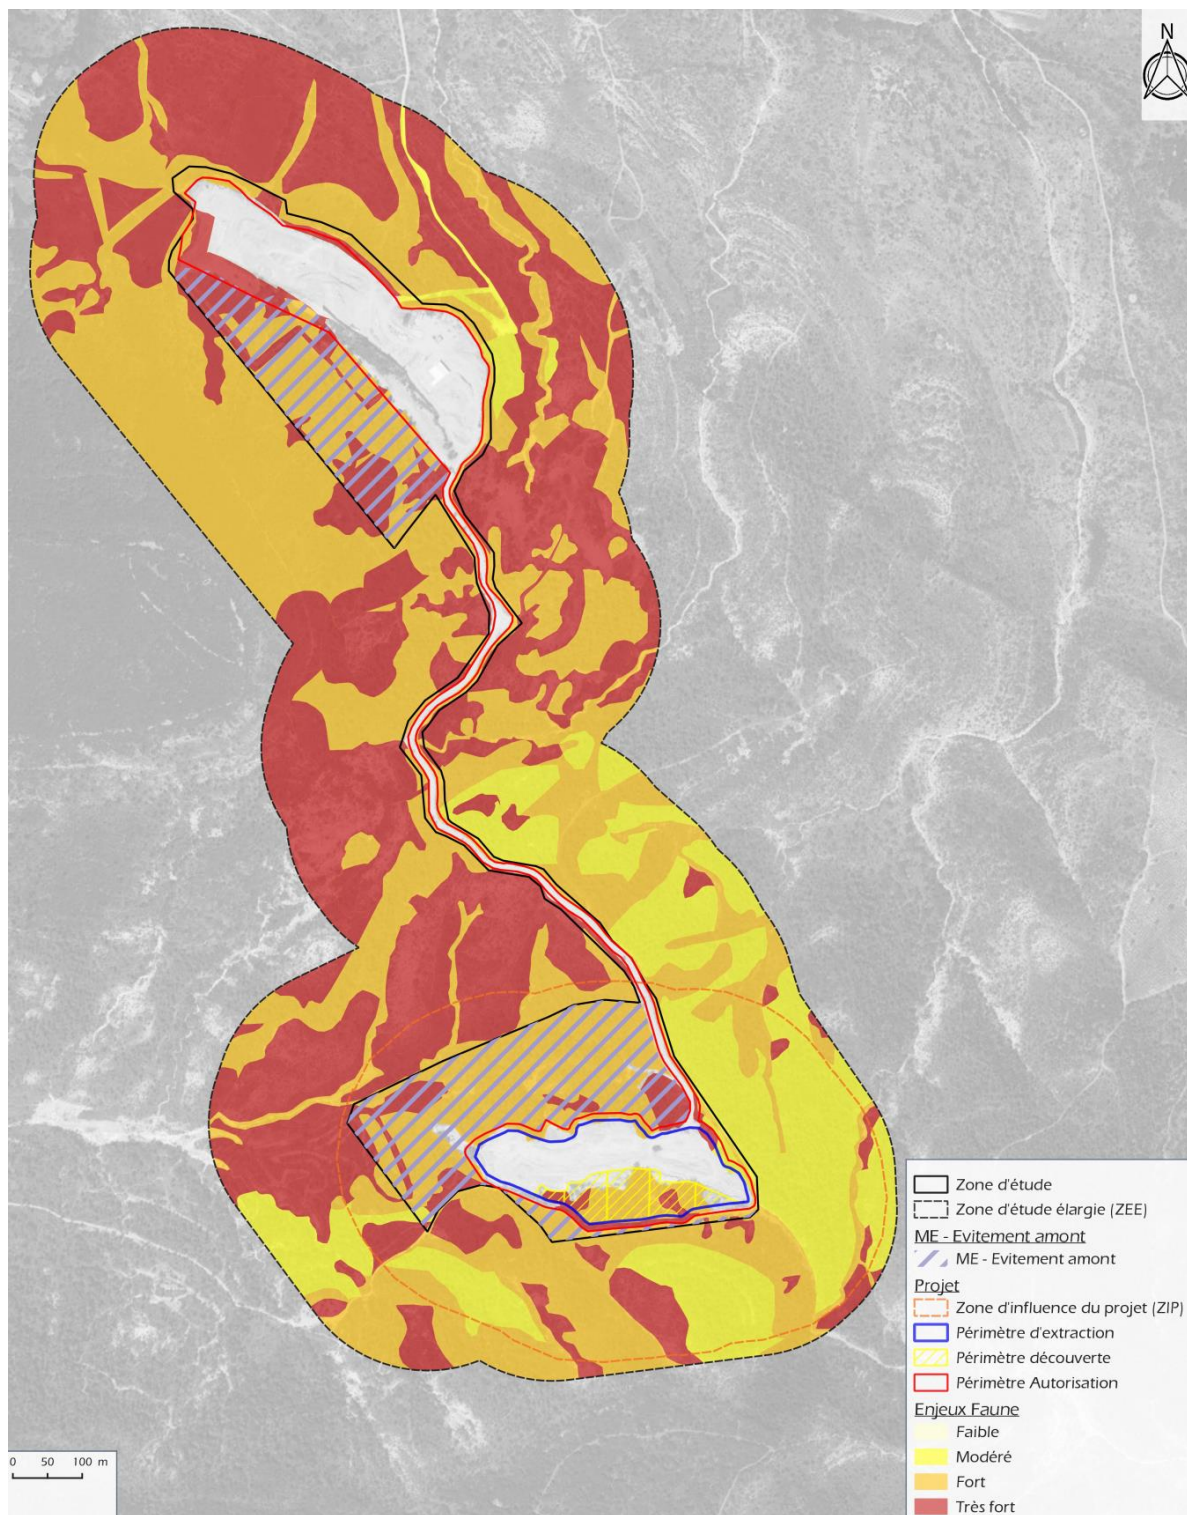 N
Zone d'étude
Zone d'étude élargie (ZEE)
ME - Evitement amont
ME - Evitement amont
Projet
Zone d'influence du projet (ZIP)
Périmètre d'extraction
Périmètre découverte
Périmètre Autorisation
Enjeux Faune
Faible
Modéré
Fort
Très fort
0 50 100 m